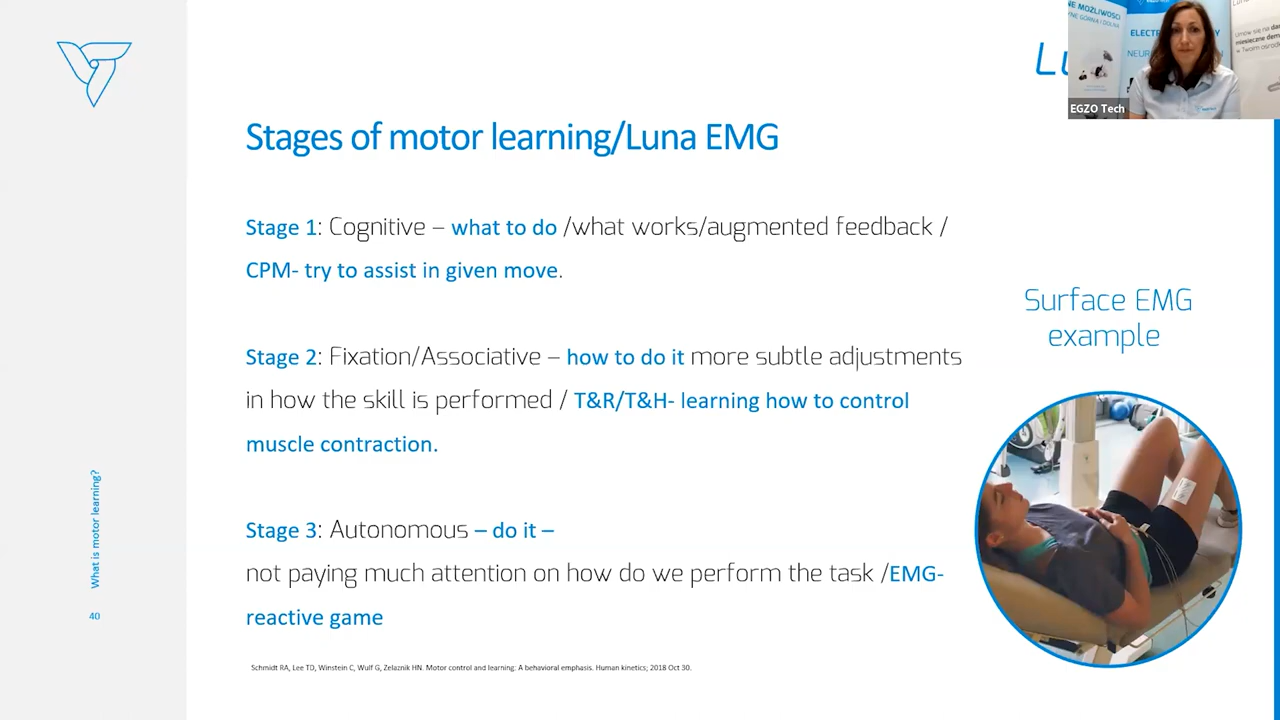 Stages of motor learning/Luna EMG
Stage 1: Cognitive – what to do /what works/augmented feedback /
CPM- try to assist in given move.
Stage 2: Fixation/Associative – how to do it more subtle adjustments
in how the skill is performed / T&R/T&H- learning how to control
muscle contraction.
Stage 3: Autonomous – do it –
not paying much attention on how do we perform the task /EMG-
reactive game
Schmidt RA, Lee TD, Winstein C, Wulf G, Zelaznik HN. Motor control and learning: A behavioral emphasis. Human kinetics; 2018 Oct 30.
Surface EMG
example
What is motor learning?
40
EGZO Tech